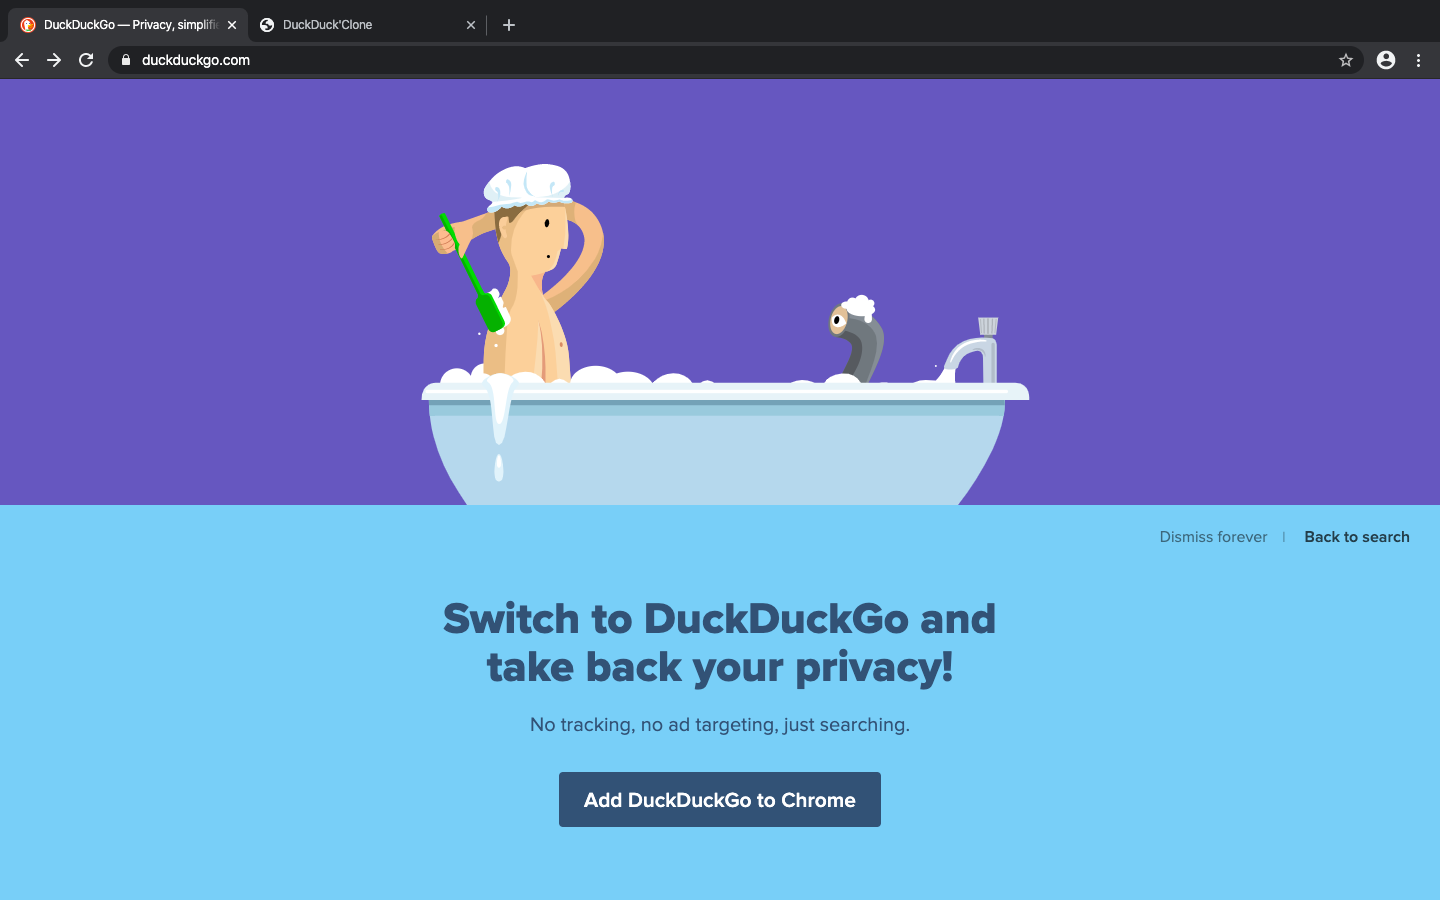 DuckDuckGo — Privacy, simplifie
DuckDuck'Clone
duckduckgo.com
Dismiss forever | Back to search
Switch to DuckDuckGo and
take back your privacy!
No tracking, no ad targeting, just searching.
Add DuckDuckGo to Chrome